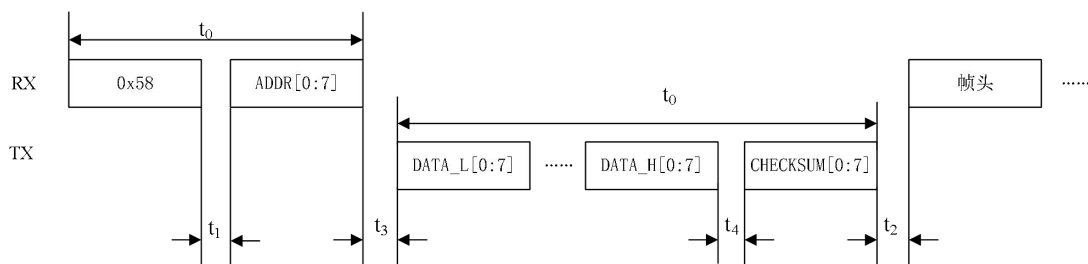 t0
RX 0x58 ADDR[0:7] 帧头 ......
t0
TX DATA_L[0:7] ...... DATA_H[0:7] CHECKSUM[0:7]
t1 t3 t4 t2